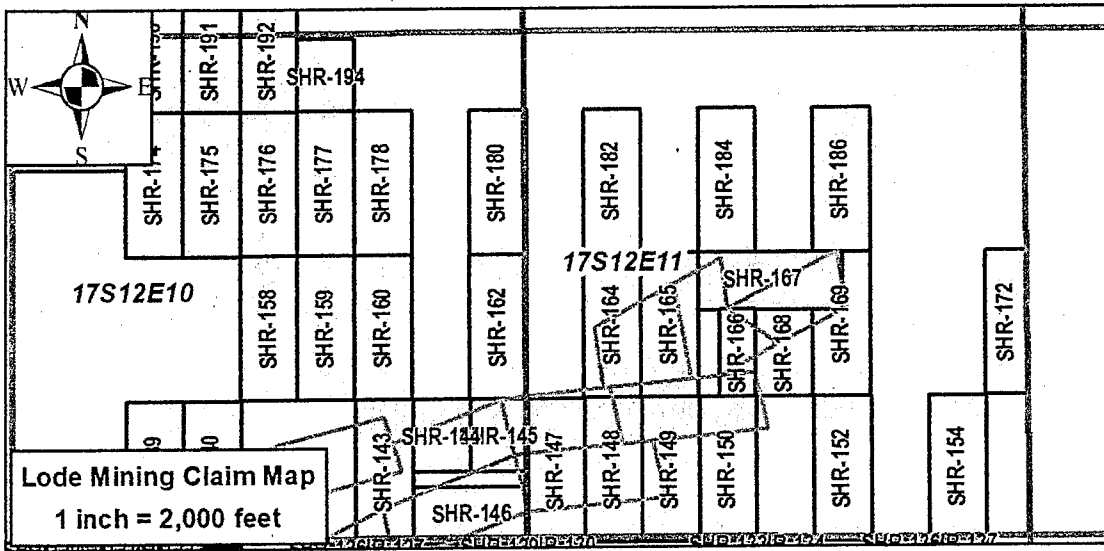 N
W
E
S
SHR-191
SHR-192
SHR-194
SHR-175
SHR-176
SHR-177
SHR-178
SHR-180
SHR-182
SHR-184
SHR-186
17S12E10
17S12E11
SHR-158
SHR-159
SHR-160
SHR-162
SHR-164
SHR-165
SHR-167
SHR-166
SHR-168
SHR-169
SHR-172
SHR-143
SHR-144
SHR-146
SHR-147
SHR-148
SHR-149
SHR-150
SHR-152
SHR-154
Lode Mining Claim Map
1 inch = 2,000 feet